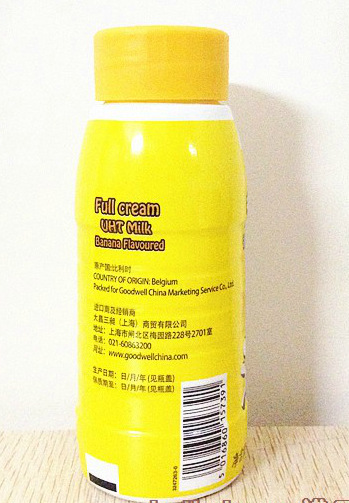 Full cream
UHT Milk
Banana Flavoured
原产国:比利时
COUNTRY OF ORIGIN: Belgium
Packed for Goodwell China Marketing Service Co., Ltd.
进口商及经销商
大昌三昶（上海）商贸有限公司
地址：上海市闸北区梅园路228号2701室
电话：021-60863200
网址：www.goodwellchina.com
生产日期：日/月/年(见瓶盖)
保质期至：日/月/年(见瓶盖)
5 016860 157391